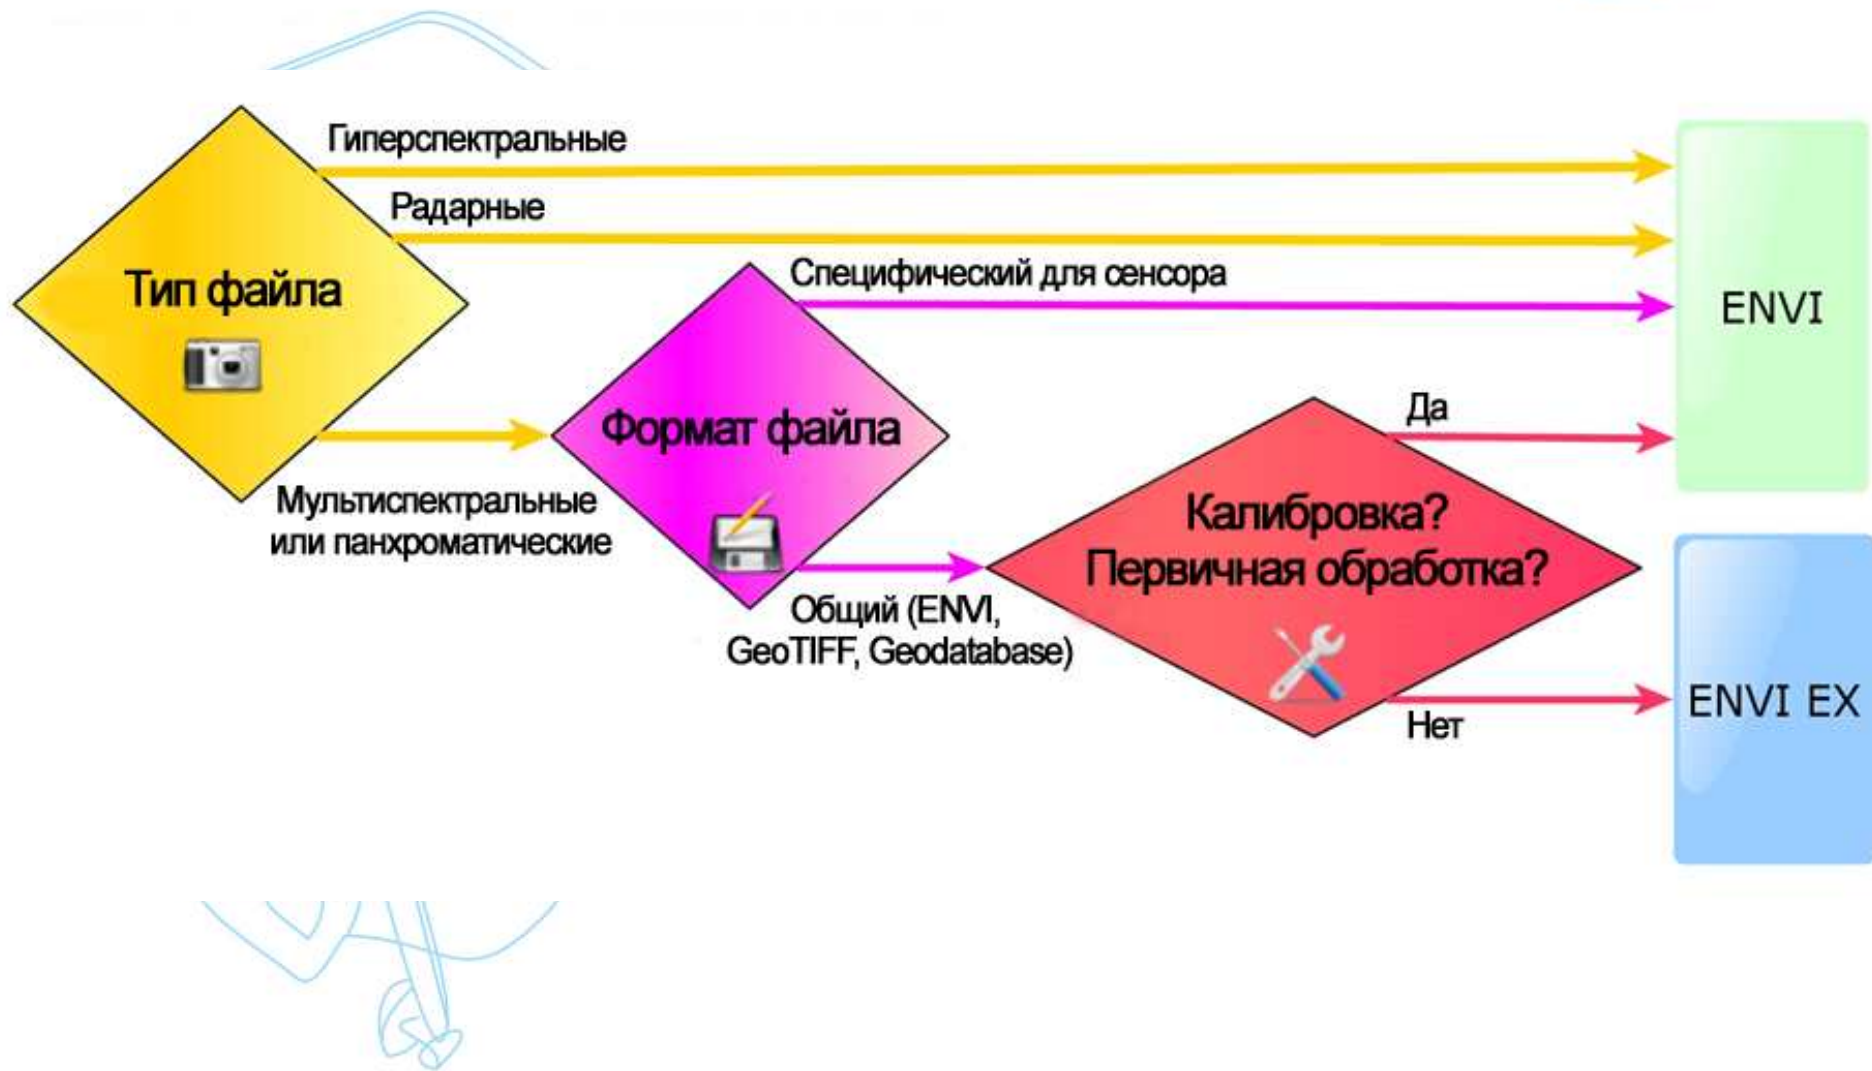 Гиперспектральные
Радарные
Тип файла
Специфический для сенсора
ENVI
Да
Формат файла
Мультиспектральные
или панхроматические
Калибровка?
Первичная обработка?
Общий (ENVI,
GeoTIFF, Geodatabase)
Нет
ENVI EX